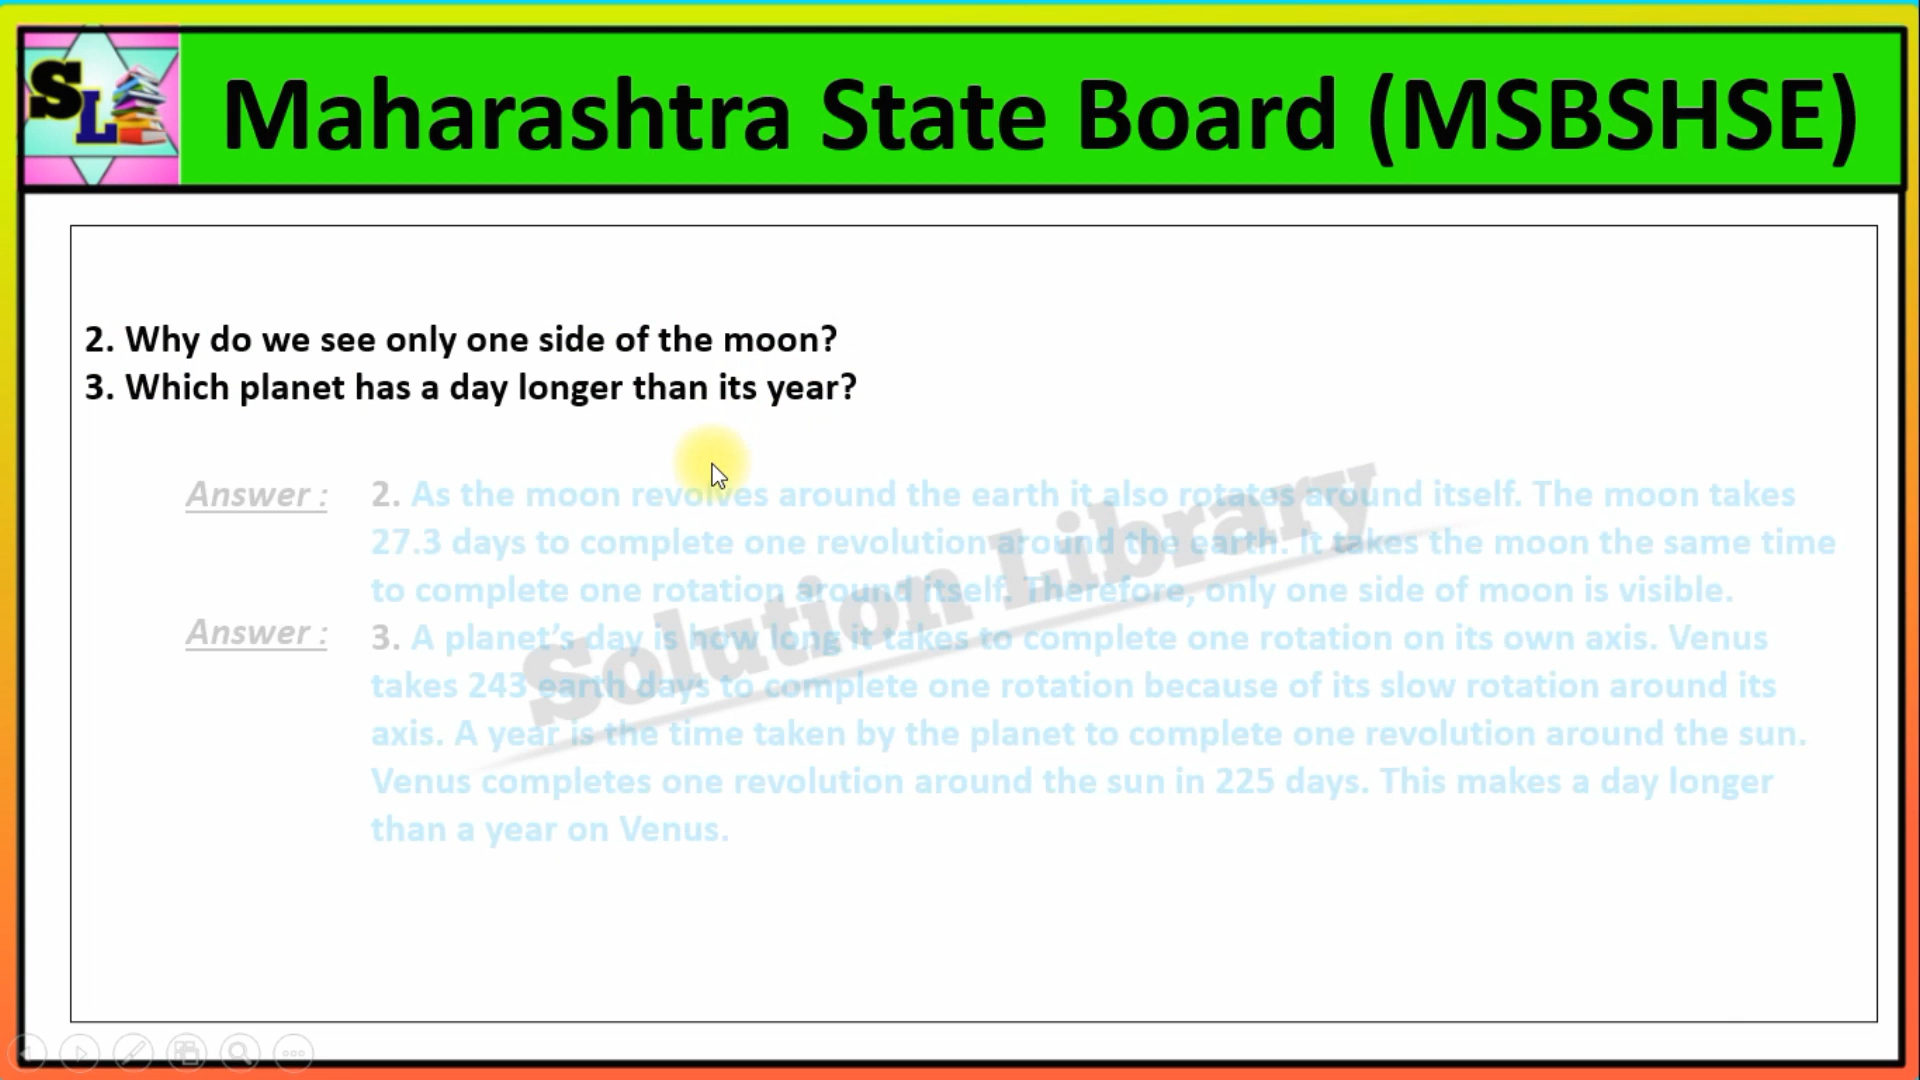 SL
Maharashtra State Board (MSBSHSE)
2. Why do we see only one side of the moon?
3. Which planet has a day longer than its year?
Answer : 2. As the moon revolves around the earth it also rotates around itself. The moon takes
27.3 days to complete one revolution around the earth. It takes the moon the same time
to complete one rotation around itself. Therefore, only one side of moon is visible.
Answer : 3. A planet’s day is how long it takes to complete one rotation on its own axis. Venus
takes 243 earth days to complete one rotation because of its slow rotation around its
axis. A year is the time taken by the planet to complete one revolution around the sun.
Venus completes one revolution around the sun in 225 days. This makes a day longer
than a year on Venus.
Solution Library